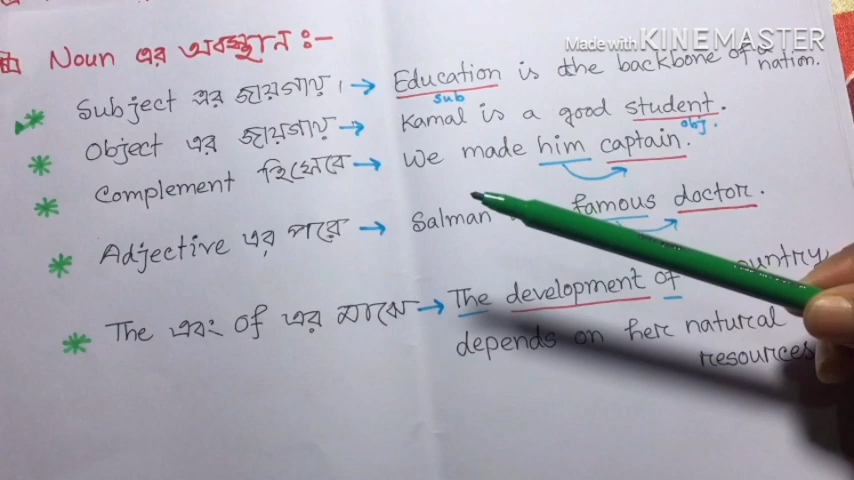 Made with KINEMASTER
Noun এর অবস্থান :-
Subject এর জায়গায়। → Education is the backbone of nation.
sub
Object এর জায়গায় → Kamal is a good student.
obj.
Complement হিসেবে → We made him captain.
Adjective এর পরে → Salman famous doctor.
The এবং of এর মাঝে → The development of
depends on her natural
resources